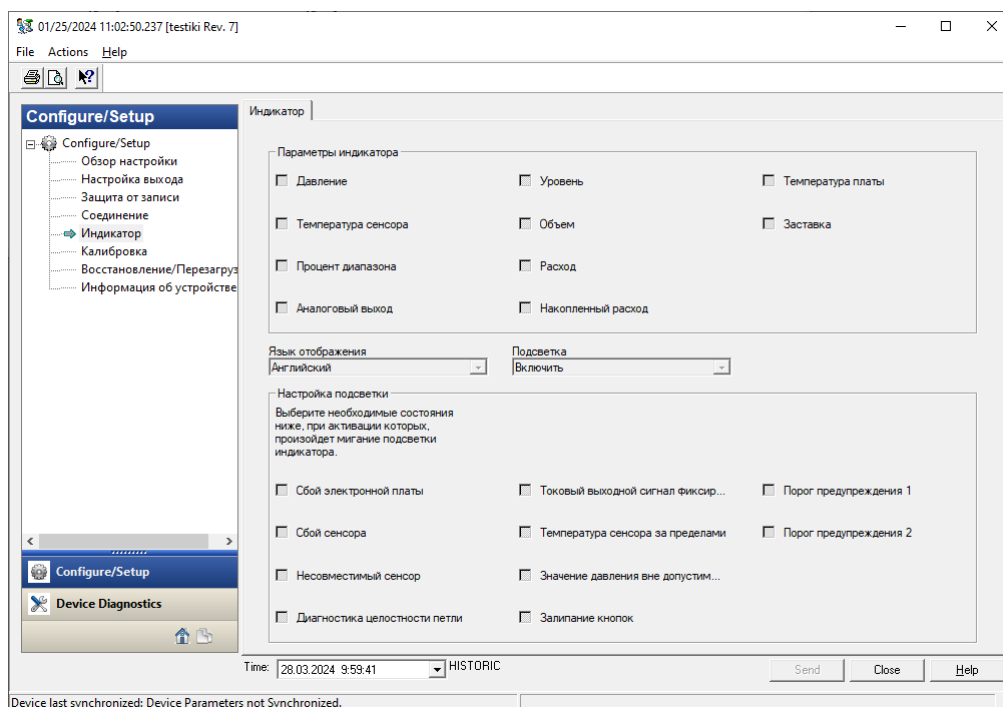 01/25/2024 11:02:50.237 [testiki Rev. 7]
File Actions Help
Configure/Setup
Configure/Setup
Обзор настройки
Настройка выхода
Защита от записи
Соединение
Индикатор
Калибровка
Восстановление/Перезагруз
Информация об устройстве
Configure/Setup
Device Diagnostics
Индикатор
Параметры индикатора
Давление
Уровень
Температура платы
Температура сенсора
Объем
Заставка
Процент диапазона
Расход
Аналоговый выход
Накопленный расход
Язык отображения
Подсветка
Английский
Включить
Настройка подсветки
Выберите необходимые состояния
ниже, при активации которых,
произойдет мигание подсветки
индикатора.
Сбой электронной платы
Токовый выходной сигнал фиксир...
Порог предупреждения 1
Сбой сенсора
Температура сенсора за пределами
Порог предупреждения 2
Несовместимый сенсор
Значение давления вне допустим...
Диагностика целостности петли
Залипание кнопок
Time: 28.03.2024 9:59:41 HISTORIC
Send Close Help
Device last synchronized: Device Parameters not Synchronized.